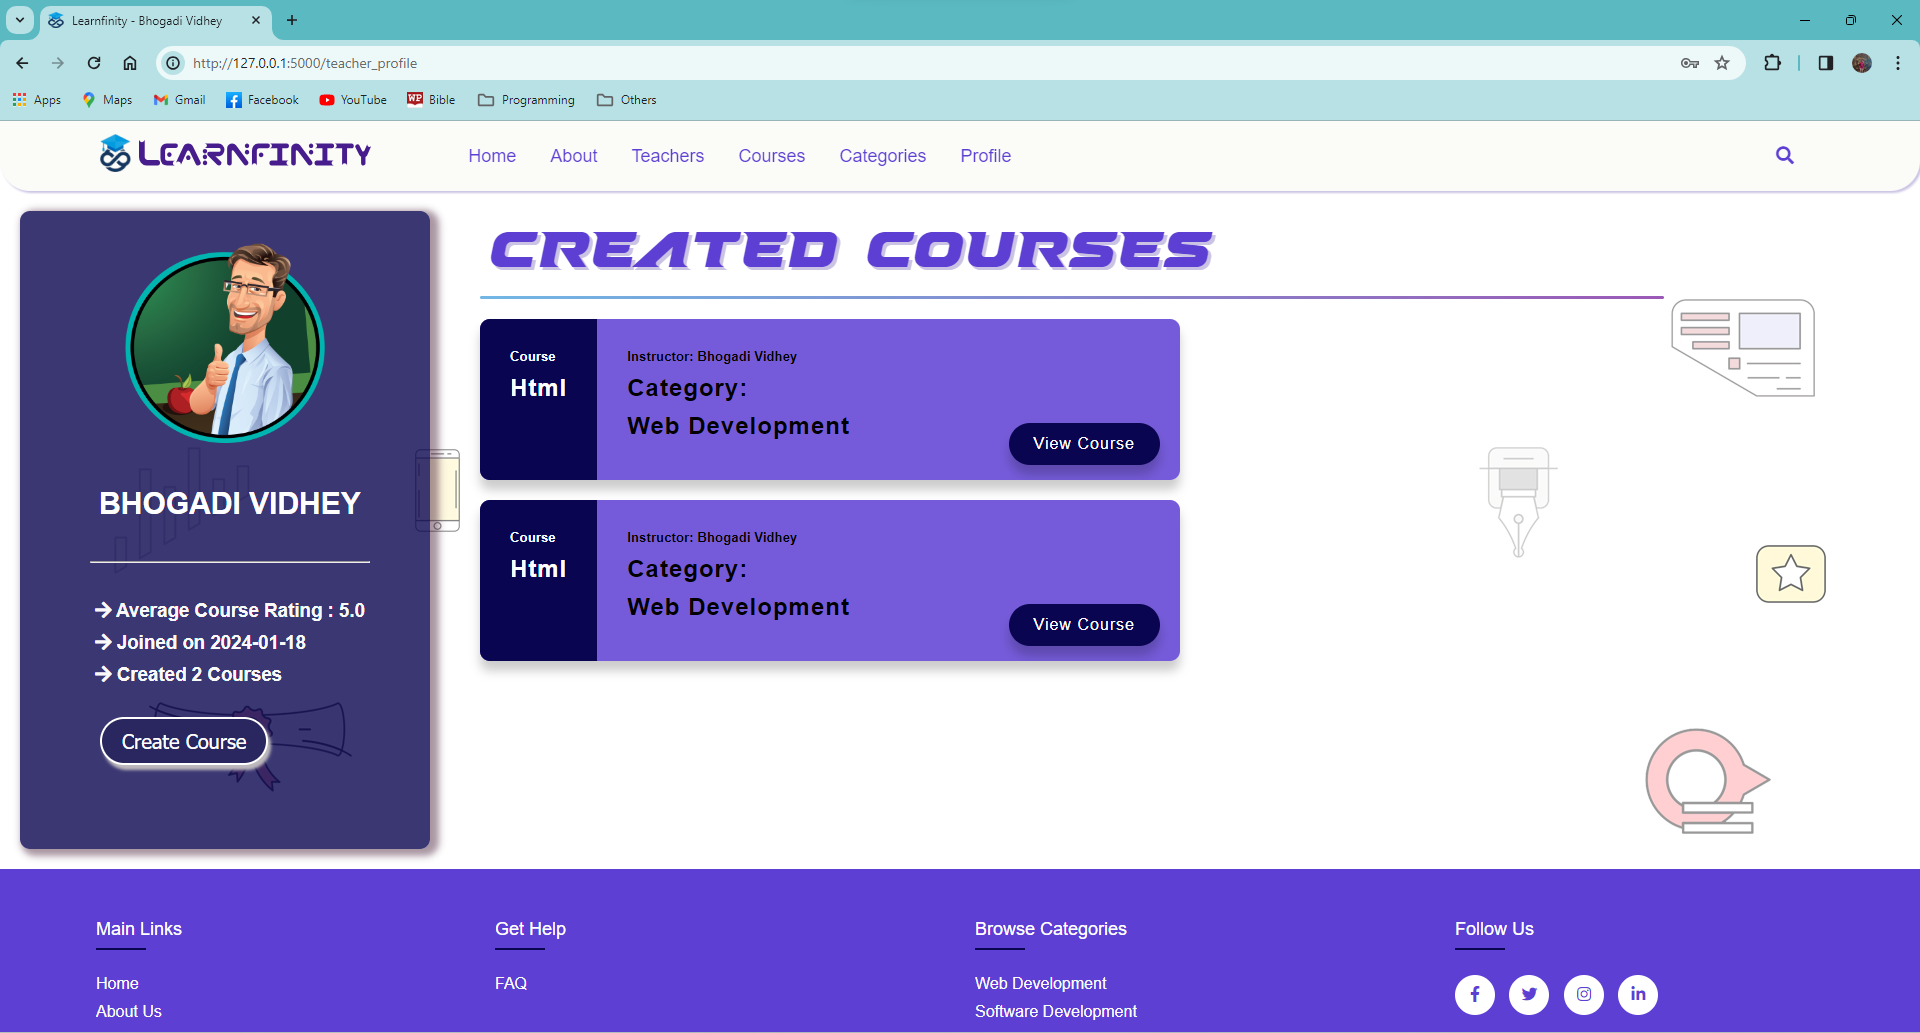 Learnfinity - Bhogadi Vidhey
http://127.0.0.1:5000/teacher_profile
Apps Maps Gmail Facebook YouTube WP Bible Programming Others
LEARNFINITY Home About Teachers Courses Categories Profile
BHOGADI VIDHEY
Average Course Rating : 5.0
Joined on 2024-01-18
Created 2 Courses
Create Course
CREATED COURSES
Course
Html
Instructor: Bhogadi Vidhey
Category:
Web Development
View Course
Course
Html
Instructor: Bhogadi Vidhey
Category:
Web Development
View Course
Main Links
Home
About Us
Get Help
FAQ
Browse Categories
Web Development
Software Development
Follow Us